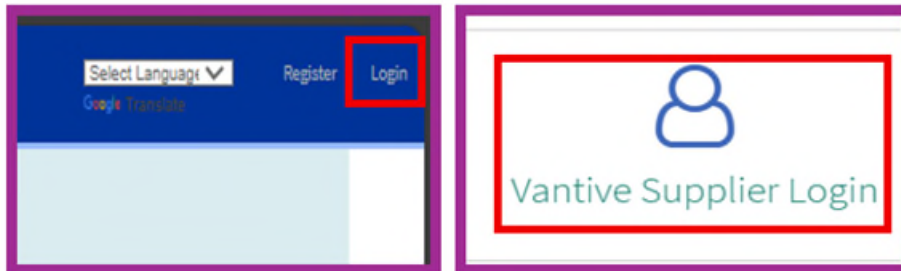 Select Language
Register
Login
Google Translate
Vantive Supplier Login